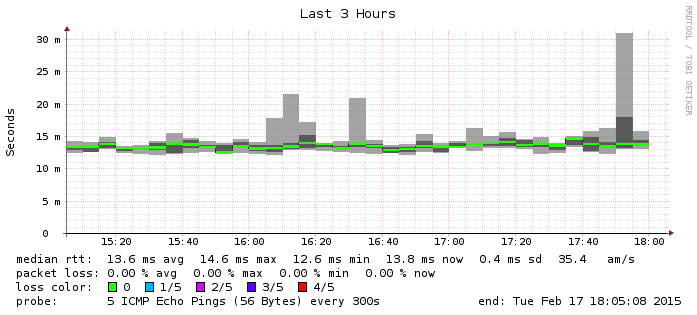 Last 3 Hours
RRDTOOL / TOBI OETIKER
Seconds
30 m
25 m
20 m
15 m
10 m
5 m
0
15:20 15:40 16:00 16:20 16:40 17:00 17:20 17:40 18:00
median rtt: 13.6 ms avg 14.6 ms max 12.6 ms min 13.8 ms now 0.4 ms sd 35.4 am/s
packet loss: 0.00 % avg 0.00 % max 0.00 % min 0.00 % now
loss color: 0 1/5 2/5 3/5 4/5
probe: 5 ICMP Echo Pings (56 Bytes) every 300s end: Tue Feb 17 18:05:08 2015